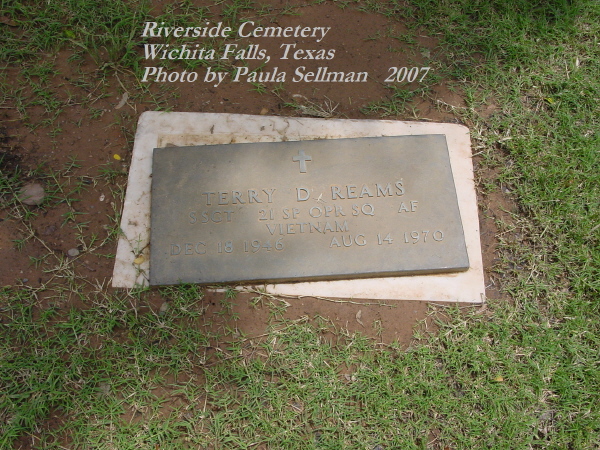 Riverside Cemetery
Wichita Falls, Texas
Photo by Paula Sellman 2007
TERRY D REAMS
SSGT 21 SP OPR SQ AF
VIETNAM
DEC 18 1946 AUG 14 1970